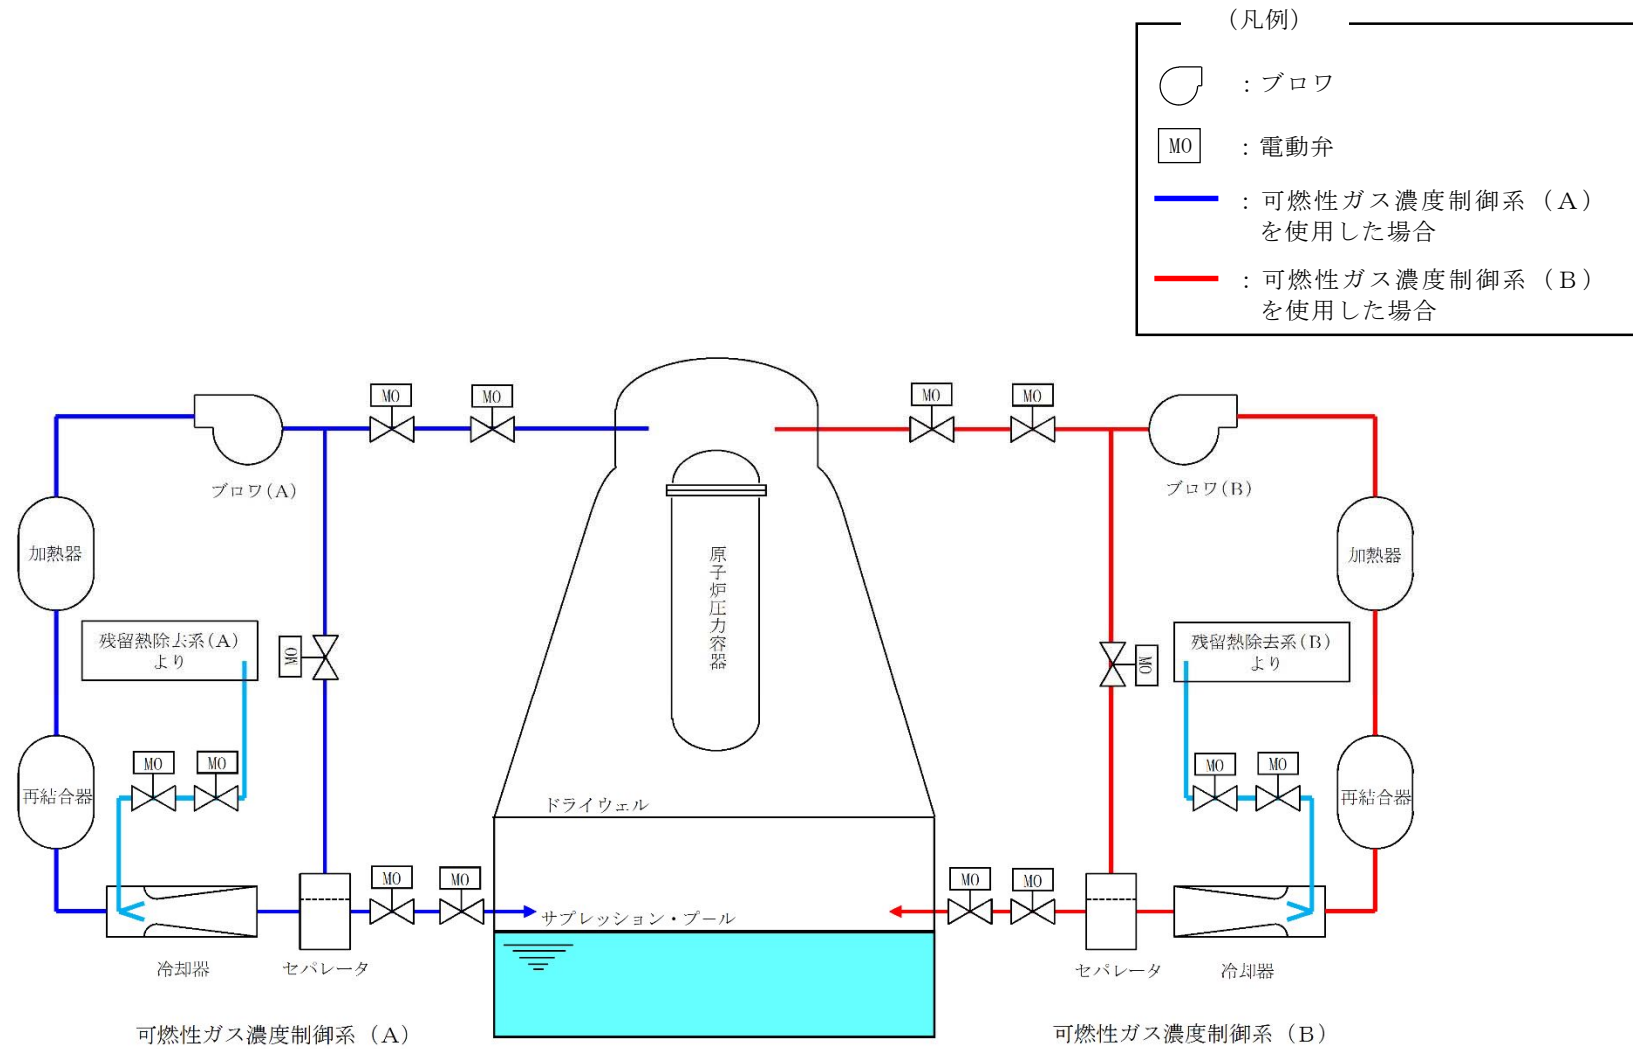 （凡例）
：ブロワ
MO ：電動弁
：可燃性ガス濃度制御系（A）
を使用した場合
：可燃性ガス濃度制御系（B）
を使用した場合
MO MO MO MO
ブロワ(A) ブロワ(B)
加熱器 原子炉圧力容器 加熱器
残留熱除去系(A)
より
残留熱除去系(B)
より
MO MO
MO MO MO MO
再結合器 再結合器
ドライウェル
MO MO MO MO
サプレッション・プール
冷却器 セパレータ セパレータ 冷却器
可燃性ガス濃度制御系（A） 可燃性ガス濃度制御系（B）